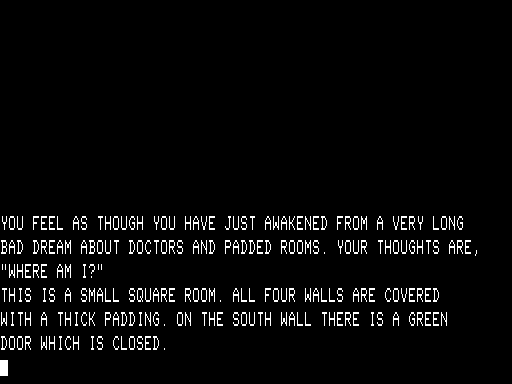 YOU FEEL AS THOUGH YOU HAVE JUST AWAKENED FROM A VERY LONG
BAD DREAM ABOUT DOCTORS AND PADDED ROOMS. YOUR THOUGHTS ARE,
"WHERE AM I?"
THIS IS A SMALL SQUARE ROOM. ALL FOUR WALLS ARE COVERED
WITH A THICK PADDING. ON THE SOUTH WALL THERE IS A GREEN
DOOR WHICH IS CLOSED.